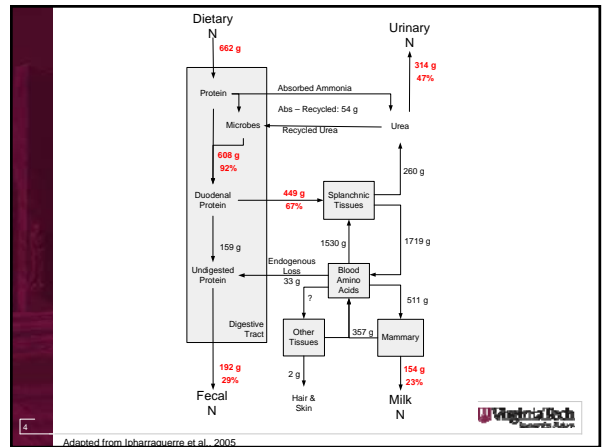 Dietary
N
Urinary
N
662 g
314 g
47%
Absorbed Ammonia
Protein
Abs – Recycled: 54 g
Microbes
Urea
Recycled Urea
608 g
92%
260 g
Duodenal
Protein
449 g
67%
Splanchnic
Tissues
1719 g
159 g
1530 g
Endogenous
Loss
33 g
Undigested
Protein
Blood
Amino
Acids
?
511 g
Digestive
Tract
Other
Tissues
357 g
Mammary
192 g
29%
2 g
154 g
23%
Fecal
N
Hair &
Skin
Milk
N
4
VirginiaTech
Invent the Future
Adapted from Ipharraguerre et al., 2005